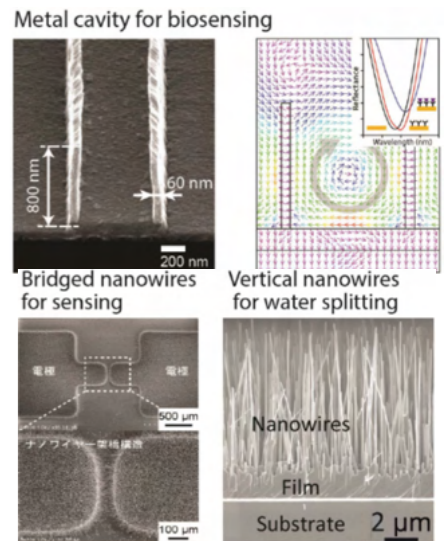 Metal cavity for biosensing
800 nm
60 nm
200 nm
Reflectance
Wavelength (nm)
Bridged nanowires
for sensing
電極
電極
500 μm
ナノワイヤー架橋構造
100 μm
Vertical nanowires
for water splitting
Nanowires
Film
Substrate
2 μm